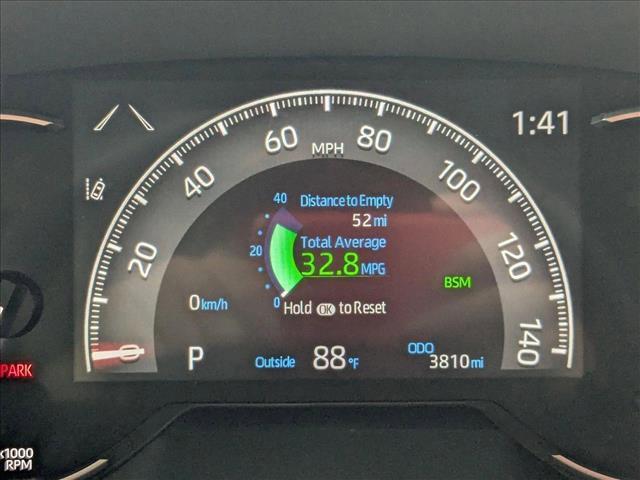 1:41
MPH
0
20
40
60
80
100
120
140
40
20
0
Distance to Empty
52 mi
Total Average
32.8 MPG
Hold OK to Reset
BSM
0 km/h
P
Outside 88 °F
ODO
3810 mi
PARK
x1000
RPM